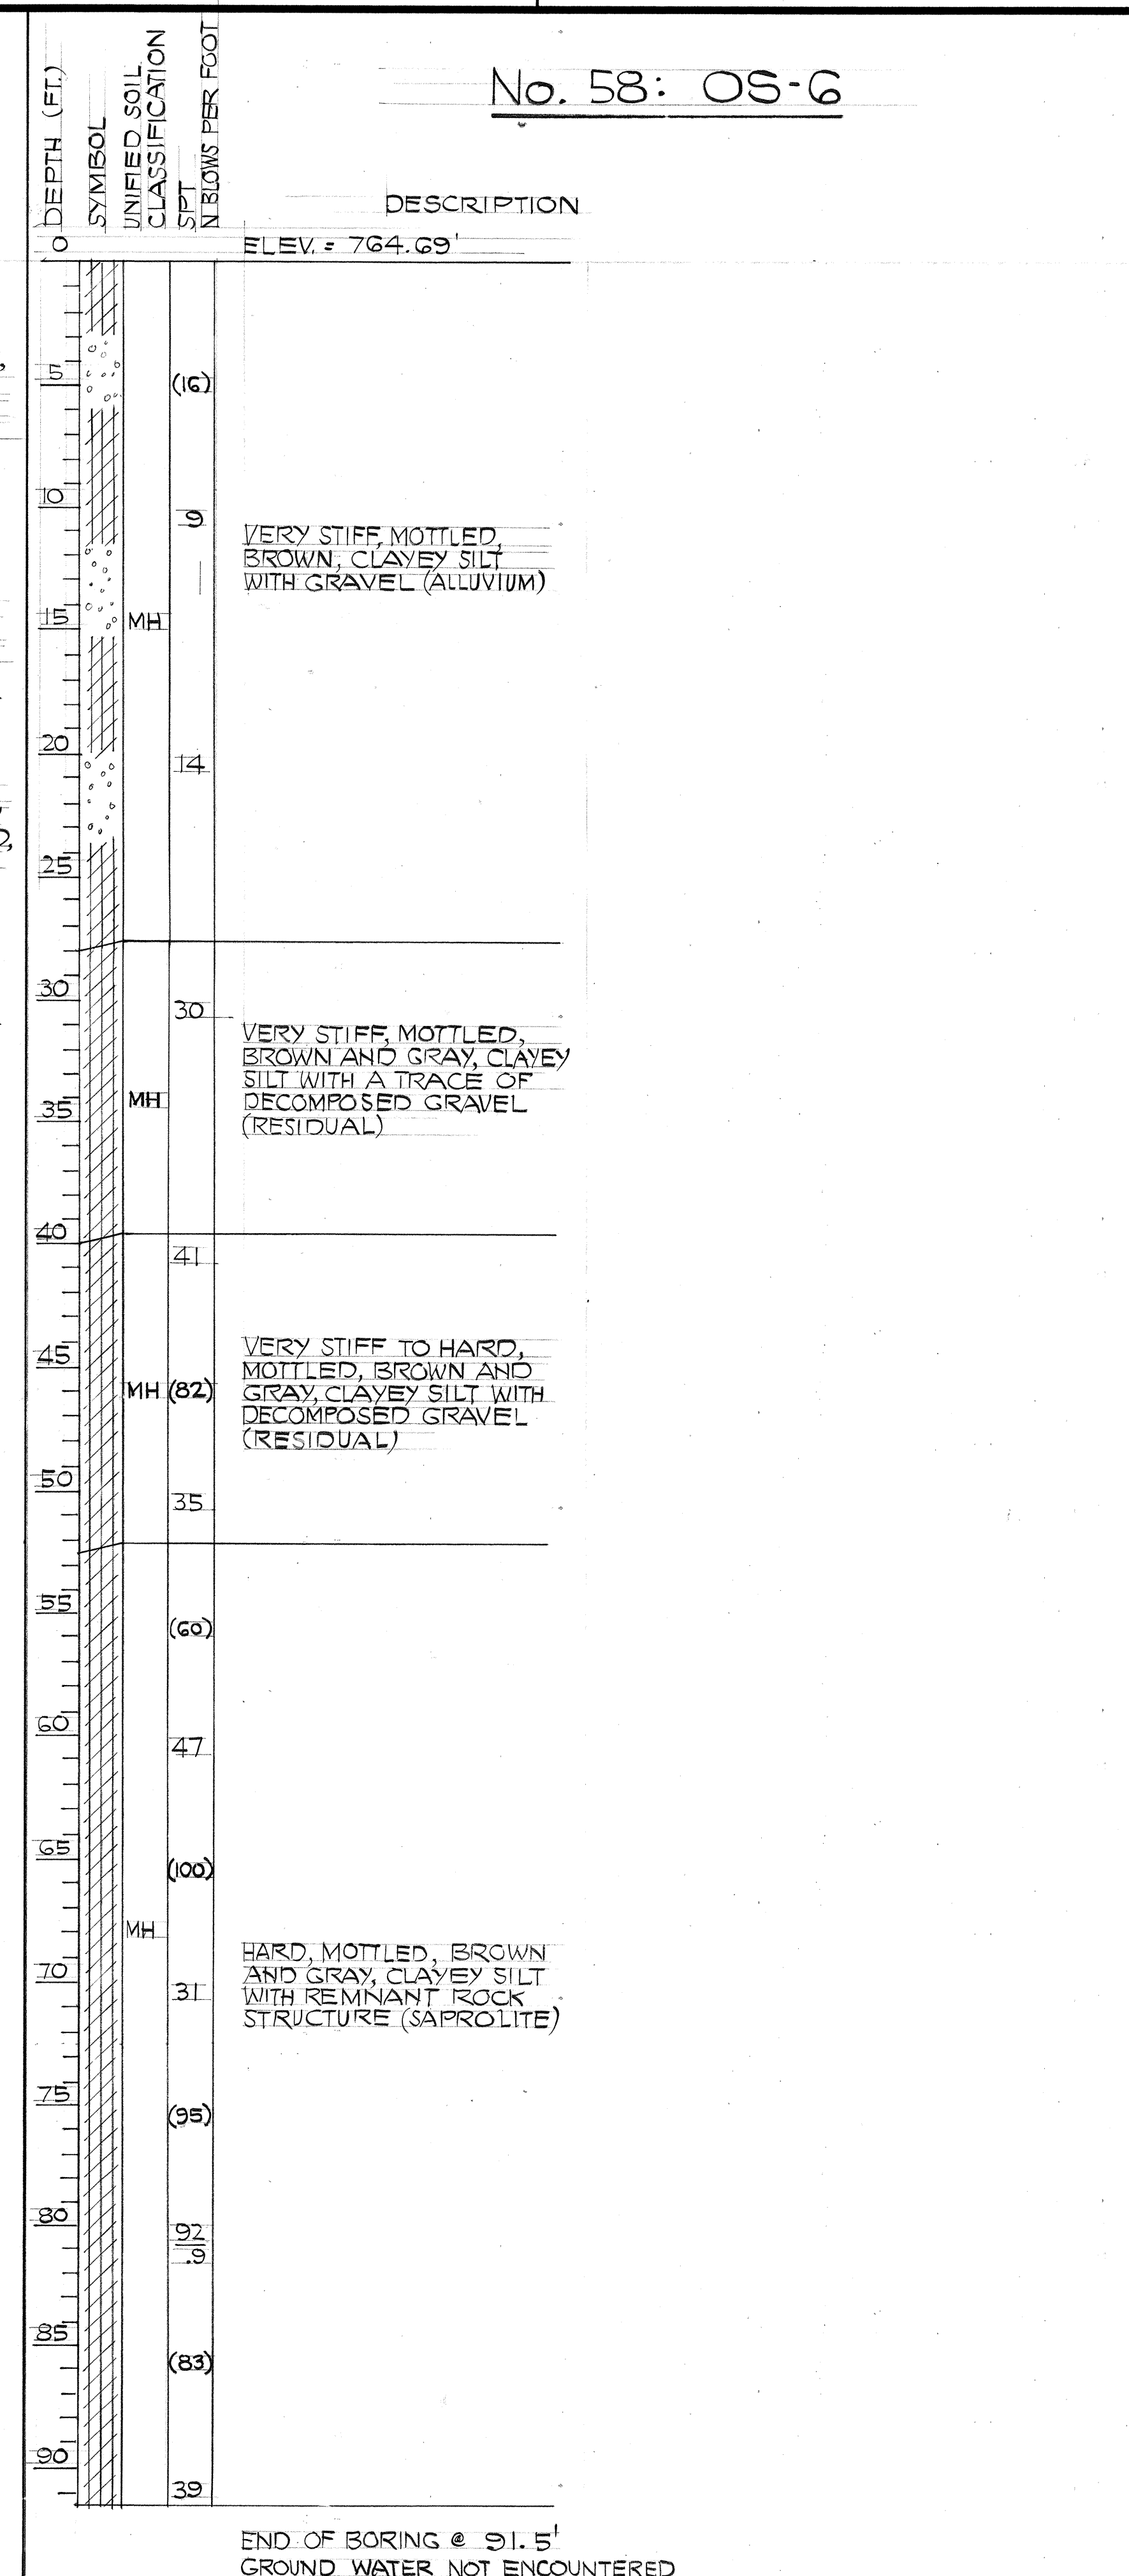 No. 58: OS-6
DEPTH (FT.)
SYMBOL
UNIFIED SOIL
CLASSIFICATION
SPT
N BLOWS PER FOOT
DESCRIPTION
0
ELEV. = 764.69'
5
(16)
10
9
VERY STIFF, MOTTLED,
BROWN, CLAYEY SILT
WITH GRAVEL (ALLUVIUM)
15
MH
20
14
25
30
30
VERY STIFF, MOTTLED,
BROWN AND GRAY, CLAYEY
SILT WITH A TRACE OF
DECOMPOSED GRAVEL
(RESIDUAL)
MH
35
40
41
VERY STIFF TO HARD,
MOTTLED, BROWN AND
GRAY, CLAYEY SILT WITH
DECOMPOSED GRAVEL
(RESIDUAL)
45
MH (82)
50
35
55
(60)
60
47
65
(100)
MH
HARD, MOTTLED, BROWN
AND GRAY, CLAYEY SILT
WITH REMNANT ROCK
STRUCTURE (SAPROLITE)
70
31
75
(95)
80
92
.9
85
(83)
90
39
END OF BORING @ 91.5'
GROUND WATER NOT ENCOUNTERED